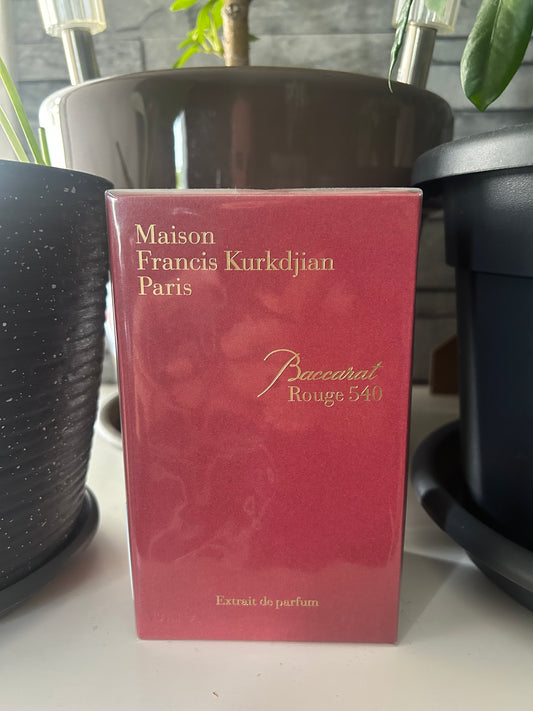 Maison
Francis Kurkdjian
Paris
Baccarat
Rouge 540
Extrait de parfum